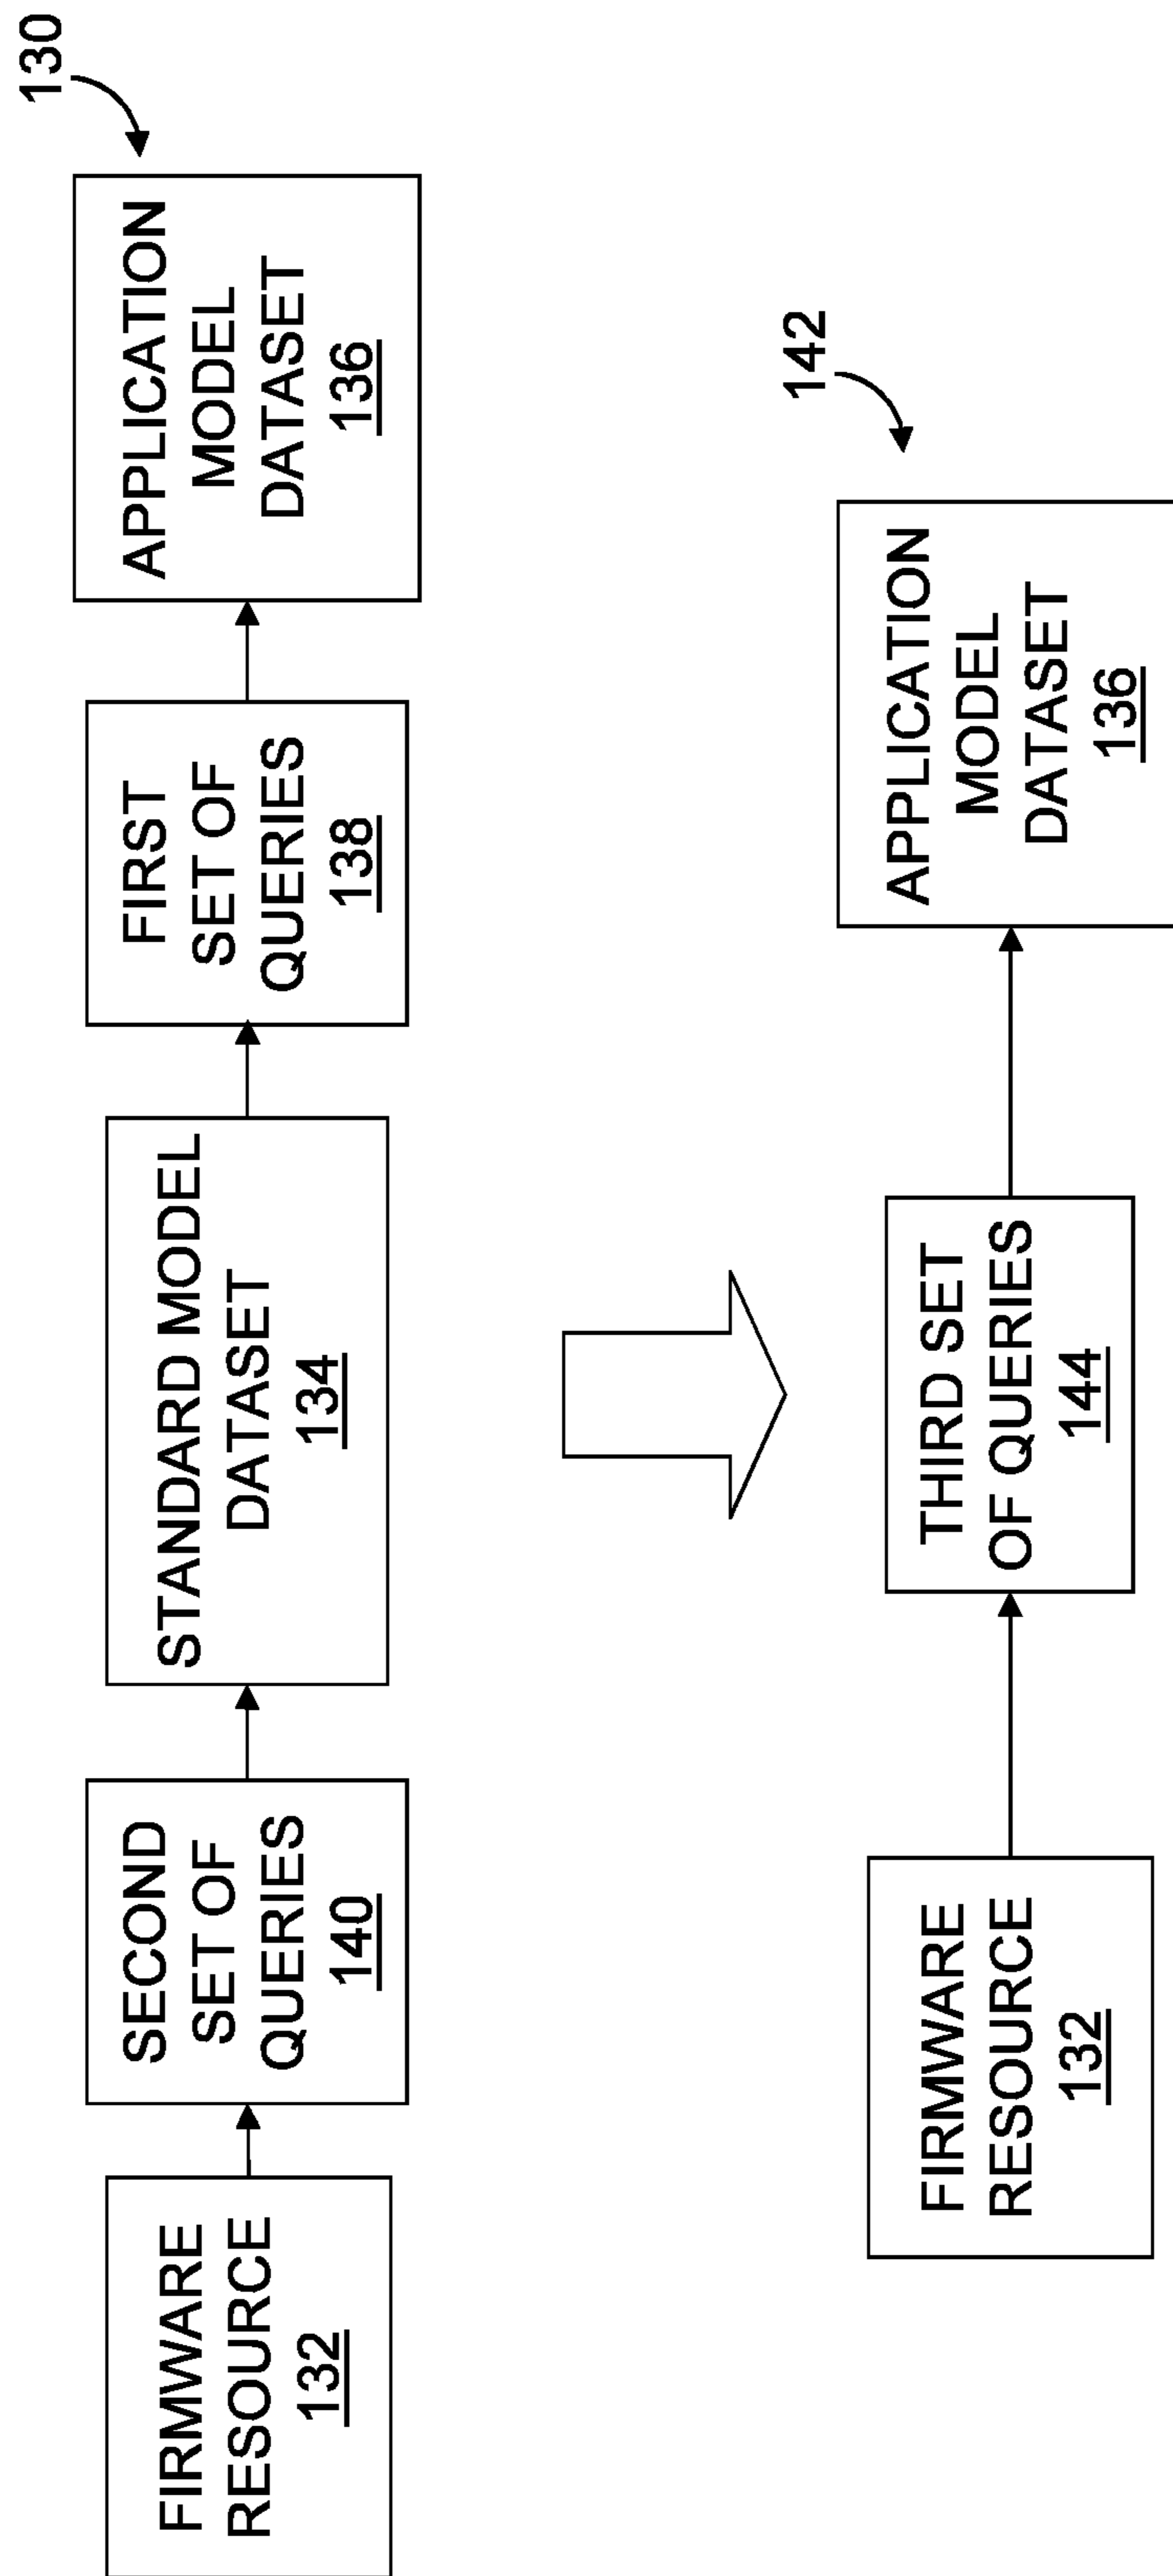 130
FIRMWARE
RESOURCE
132
SECOND
SET OF
QUERIES
140
STANDARD MODEL
DATASET
134
FIRST
SET OF
QUERIES
138
APPLICATION
MODEL
DATASET
136
142
FIRMWARE
RESOURCE
132
THIRD SET
OF QUERIES
144
APPLICATION
MODEL
DATASET
136